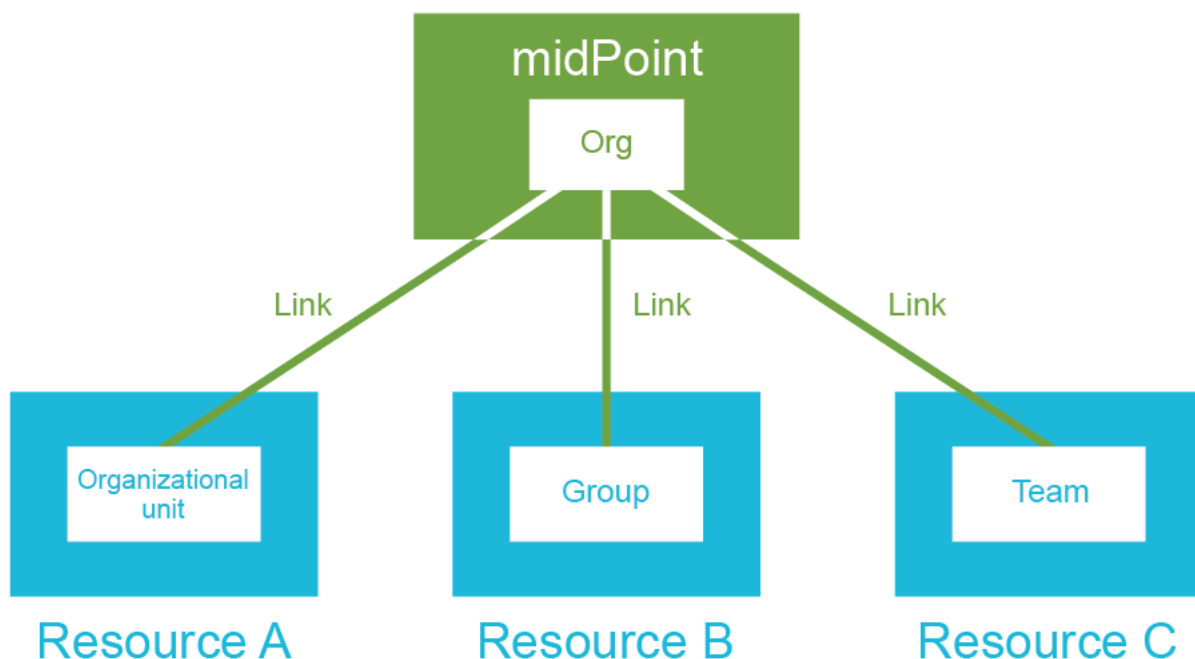 midPoint
Org
Link
Link
Link
Organizational
unit
Group
Team
Resource A
Resource B
Resource C